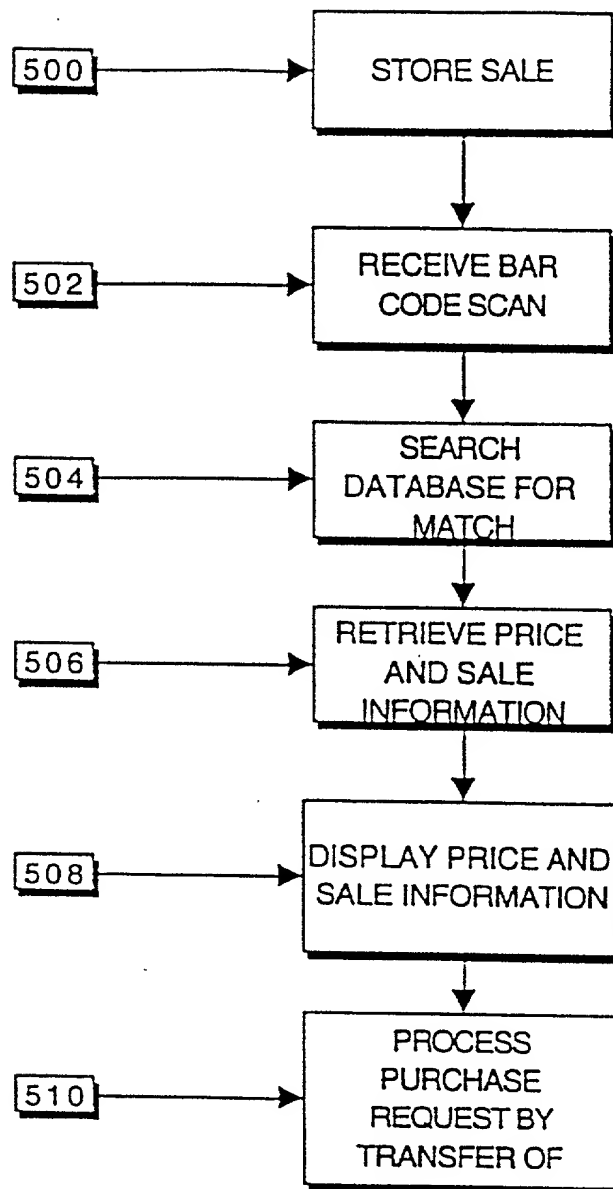 500
STORE SALE
502
RECEIVE BAR
CODE SCAN
504
SEARCH
DATABASE FOR
MATCH
506
RETRIEVE PRICE
AND SALE
INFORMATION
508
DISPLAY PRICE AND
SALE INFORMATION
510
PROCESS
PURCHASE
REQUEST BY
TRANSFER OF